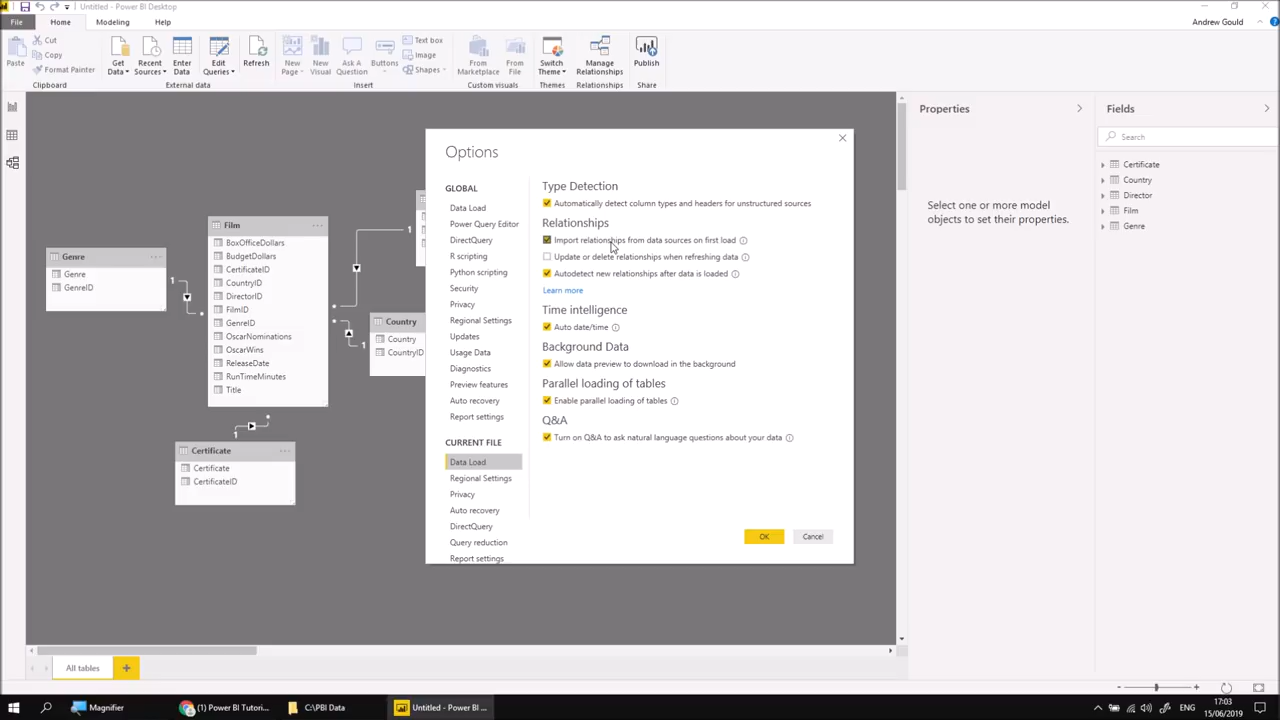 Untitled - Power BI Desktop
File
Home
Modeling
Help
Andrew Gould
Cut
Copy
Format Painter
Paste
Clipboard
Get Data
Recent Sources
Enter Data
Edit Queries
Refresh
External data
New Page
New Visual
Ask A Question
Buttons
Text box
Image
Shapes
Insert
From Marketplace
From File
Custom visuals
Switch Theme
Themes
Manage Relationships
Relationships
Publish
Share
Genre
Genre
GenreID
1
Film
BoxOfficeDollars
BudgetDollars
CertificateID
CountryID
DirectorID
FilmID
GenreID
OscarNominations
OscarWins
ReleaseDate
RunTimeMinutes
Title
1
Country
Country
CountryID
1
1
Certificate
Certificate
CertificateID
Options
GLOBAL
Data Load
Power Query Editor
DirectQuery
R scripting
Python scripting
Security
Privacy
Regional Settings
Updates
Usage Data
Diagnostics
Preview features
Auto recovery
Report settings
CURRENT FILE
Data Load
Regional Settings
Privacy
Auto recovery
DirectQuery
Query reduction
Report settings
Type Detection
Automatically detect column types and headers for unstructured sources
Relationships
Import relationships from data sources on first load
Update or delete relationships when refreshing data
Autodetect new relationships after data is loaded
Learn more
Time intelligence
Auto date/time
Background Data
Allow data preview to download in the background
Parallel loading of tables
Enable parallel loading of tables
Q&A
Turn on Q&A to ask natural language questions about your data
OK
Cancel
Properties
Select one or more model
objects to set their properties.
Fields
Search
Certificate
Country
Director
Film
Genre
All tables
Magnifier
(1) Power BI Tutori...
C:\PBI Data
Untitled - Power BI ...
17:03
15/06/2019